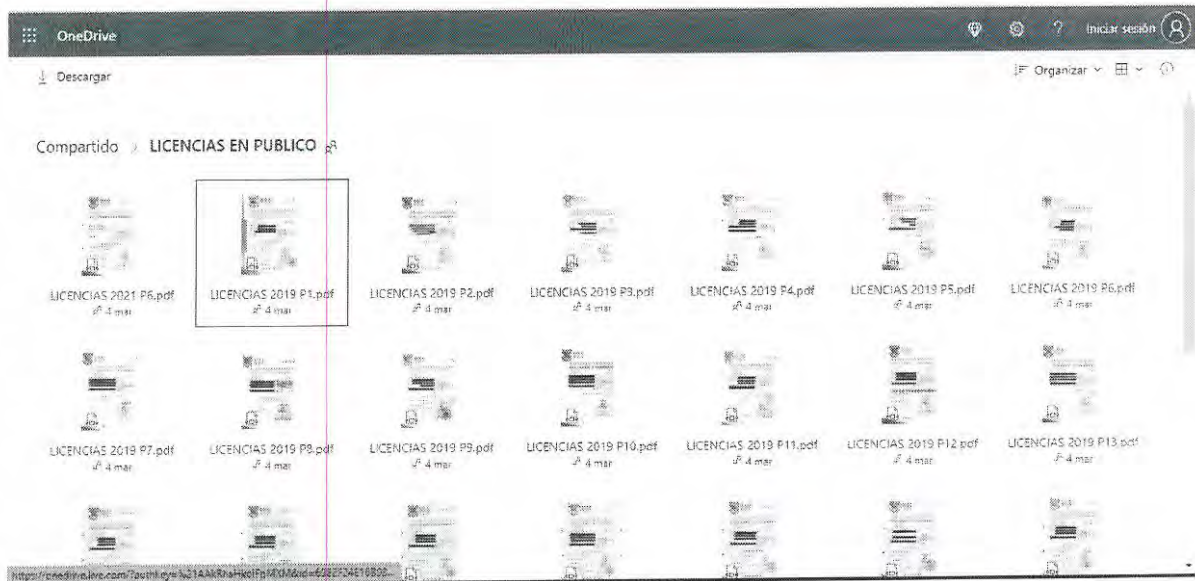 OneDrive
? Iniciar sesión
Descargar
Organizar
Compartido > LICENCIAS EN PUBLICO
LICENCIAS 2021 P6.pdf
4 mar
LICENCIAS 2019 P1.pdf
4 mar
LICENCIAS 2019 P2.pdf
4 mar
LICENCIAS 2019 P3.pdf
4 mar
LICENCIAS 2019 P4.pdf
4 mar
LICENCIAS 2019 P5.pdf
4 mar
LICENCIAS 2019 P6.pdf
4 mar
LICENCIAS 2019 P7.pdf
4 mar
LICENCIAS 2019 P8.pdf
4 mar
LICENCIAS 2019 P9.pdf
4 mar
LICENCIAS 2019 P10.pdf
4 mar
LICENCIAS 2019 P11.pdf
4 mar
LICENCIAS 2019 P12.pdf
4 mar
LICENCIAS 2019 P13.pdf
4 mar